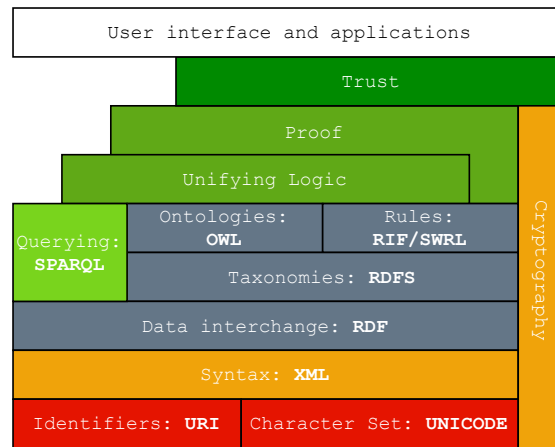 User interface and applications
Trust
Proof
Unifying Logic
Ontologies:
OWL
Rules:
RIF/SWRL
Querying:
SPARQL
Taxonomies: RDFS
Data interchange: RDF
Syntax: XML
Identifiers: URI
Character Set: UNICODE
Cryptography